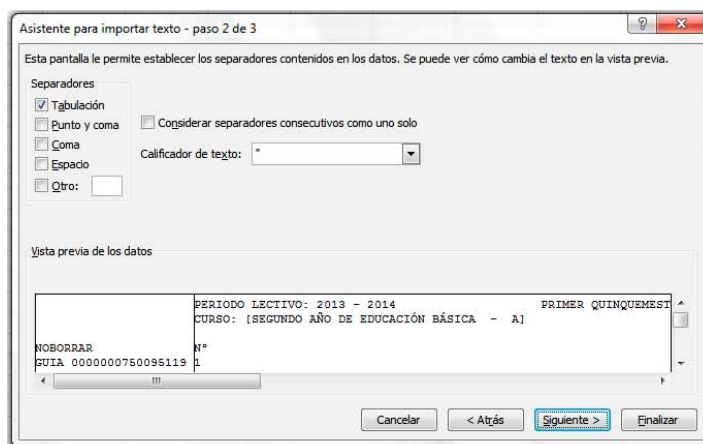 Asistente para importar texto - paso 2 de 3
Esta pantalla le permite establecer los separadores contenidos en los datos. Se puede ver cómo cambia el texto en la vista previa.
Separadores
Tabulación
Punto y coma
Coma
Espacio
Otro:
Considerar separadores consecutivos como uno solo
Calificador de texto: "
Vista previa de los datos
PERIODO LECTIVO: 2013 - 2014 PRIMER QUINQUEMEST
CURSO: [SEGUNDO AÑO DE EDUCACIÓN BÁSICA - A]
NOBORRAR Nº
GUIA 0000000750095119 1
Cancelar < Atrás Siguiente > Finalizar